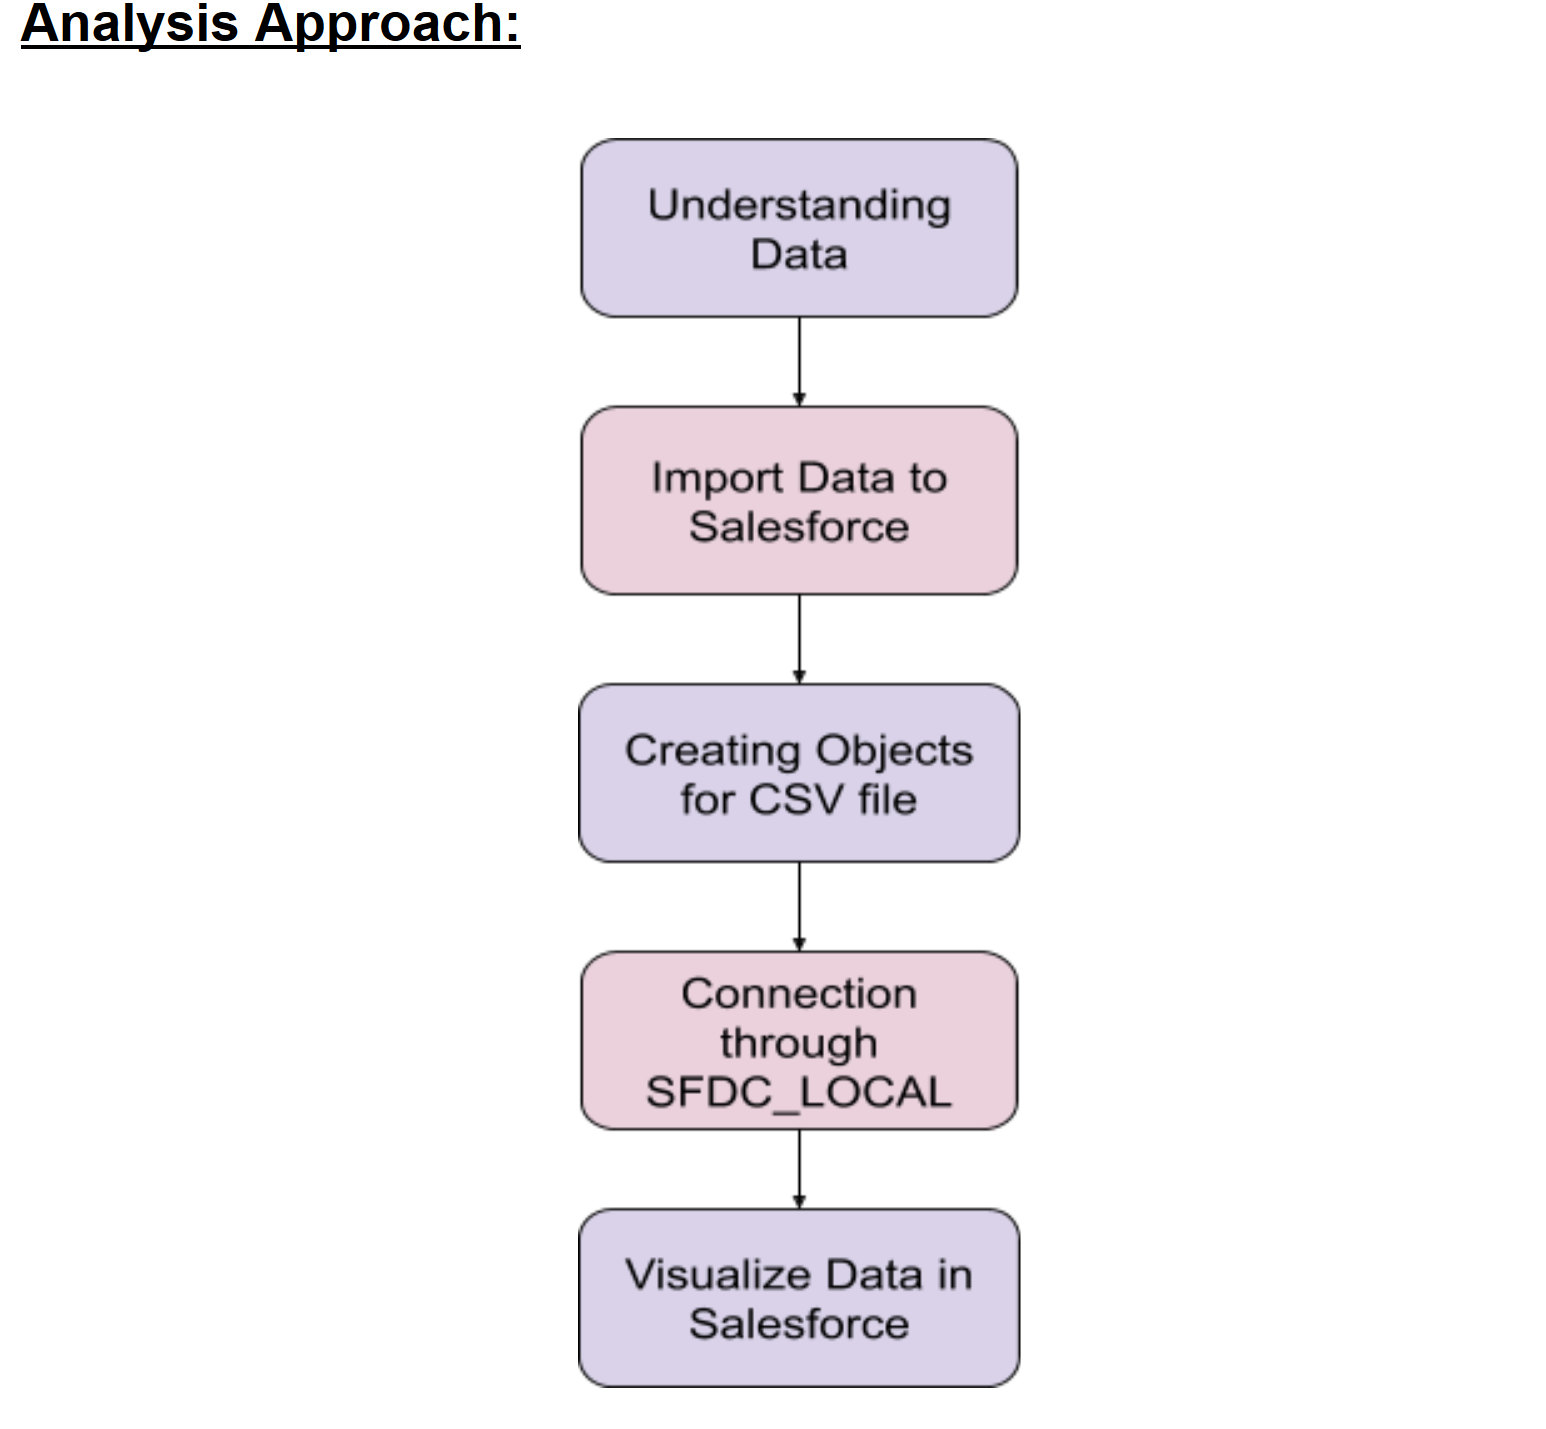 Analysis Approach:
Understanding
Data
Import Data to
Salesforce
Creating Objects
for CSV file
Connection
through
SFDC_LOCAL
Visualize Data in
Salesforce